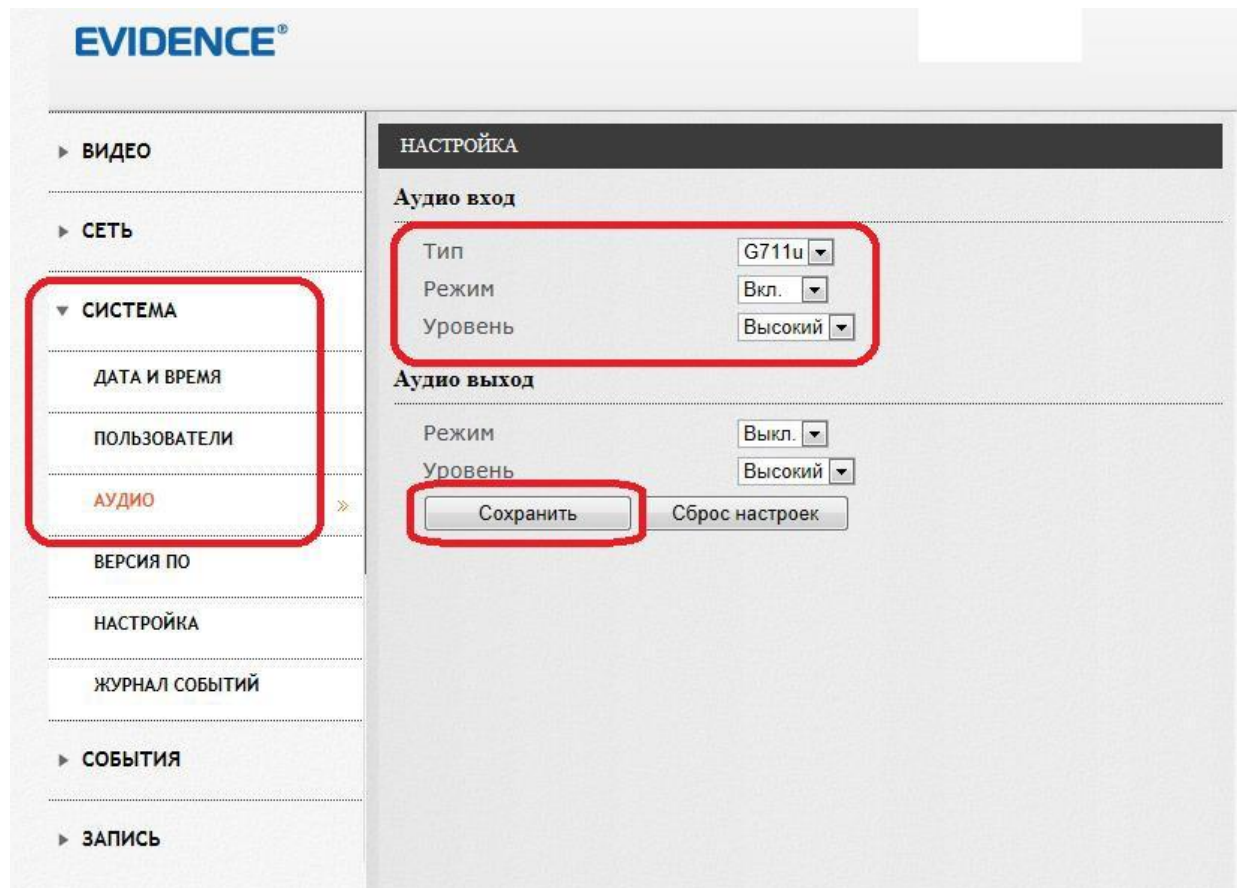 EVIDENCE®
ВИДЕО
СЕТЬ
СИСТЕМА
ДАТА И ВРЕМЯ
ПОЛЬЗОВАТЕЛИ
АУДИО »
ВЕРСИЯ ПО
НАСТРОЙКА
ЖУРНАЛ СОБЫТИЙ
СОБЫТИЯ
ЗАПИСЬ
НАСТРОЙКА
Аудио вход
Тип G711u
Режим Вкл.
Уровень Высокий
Аудио выход
Режим Выкл.
Уровень Высокий
Сохранить Сброс настроек